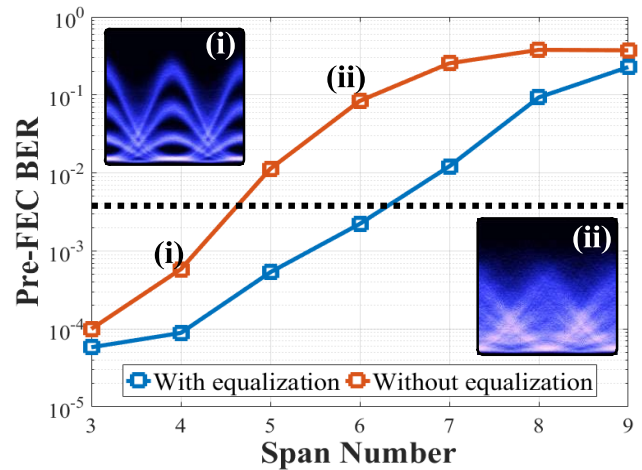 10^0
10^-1
10^-2
10^-3
10^-4
10^-5
Pre-FEC BER
(i)
(ii)
(i)
(ii)
With equalization
Without equalization
3 4 5 6 7 8 9
Span Number